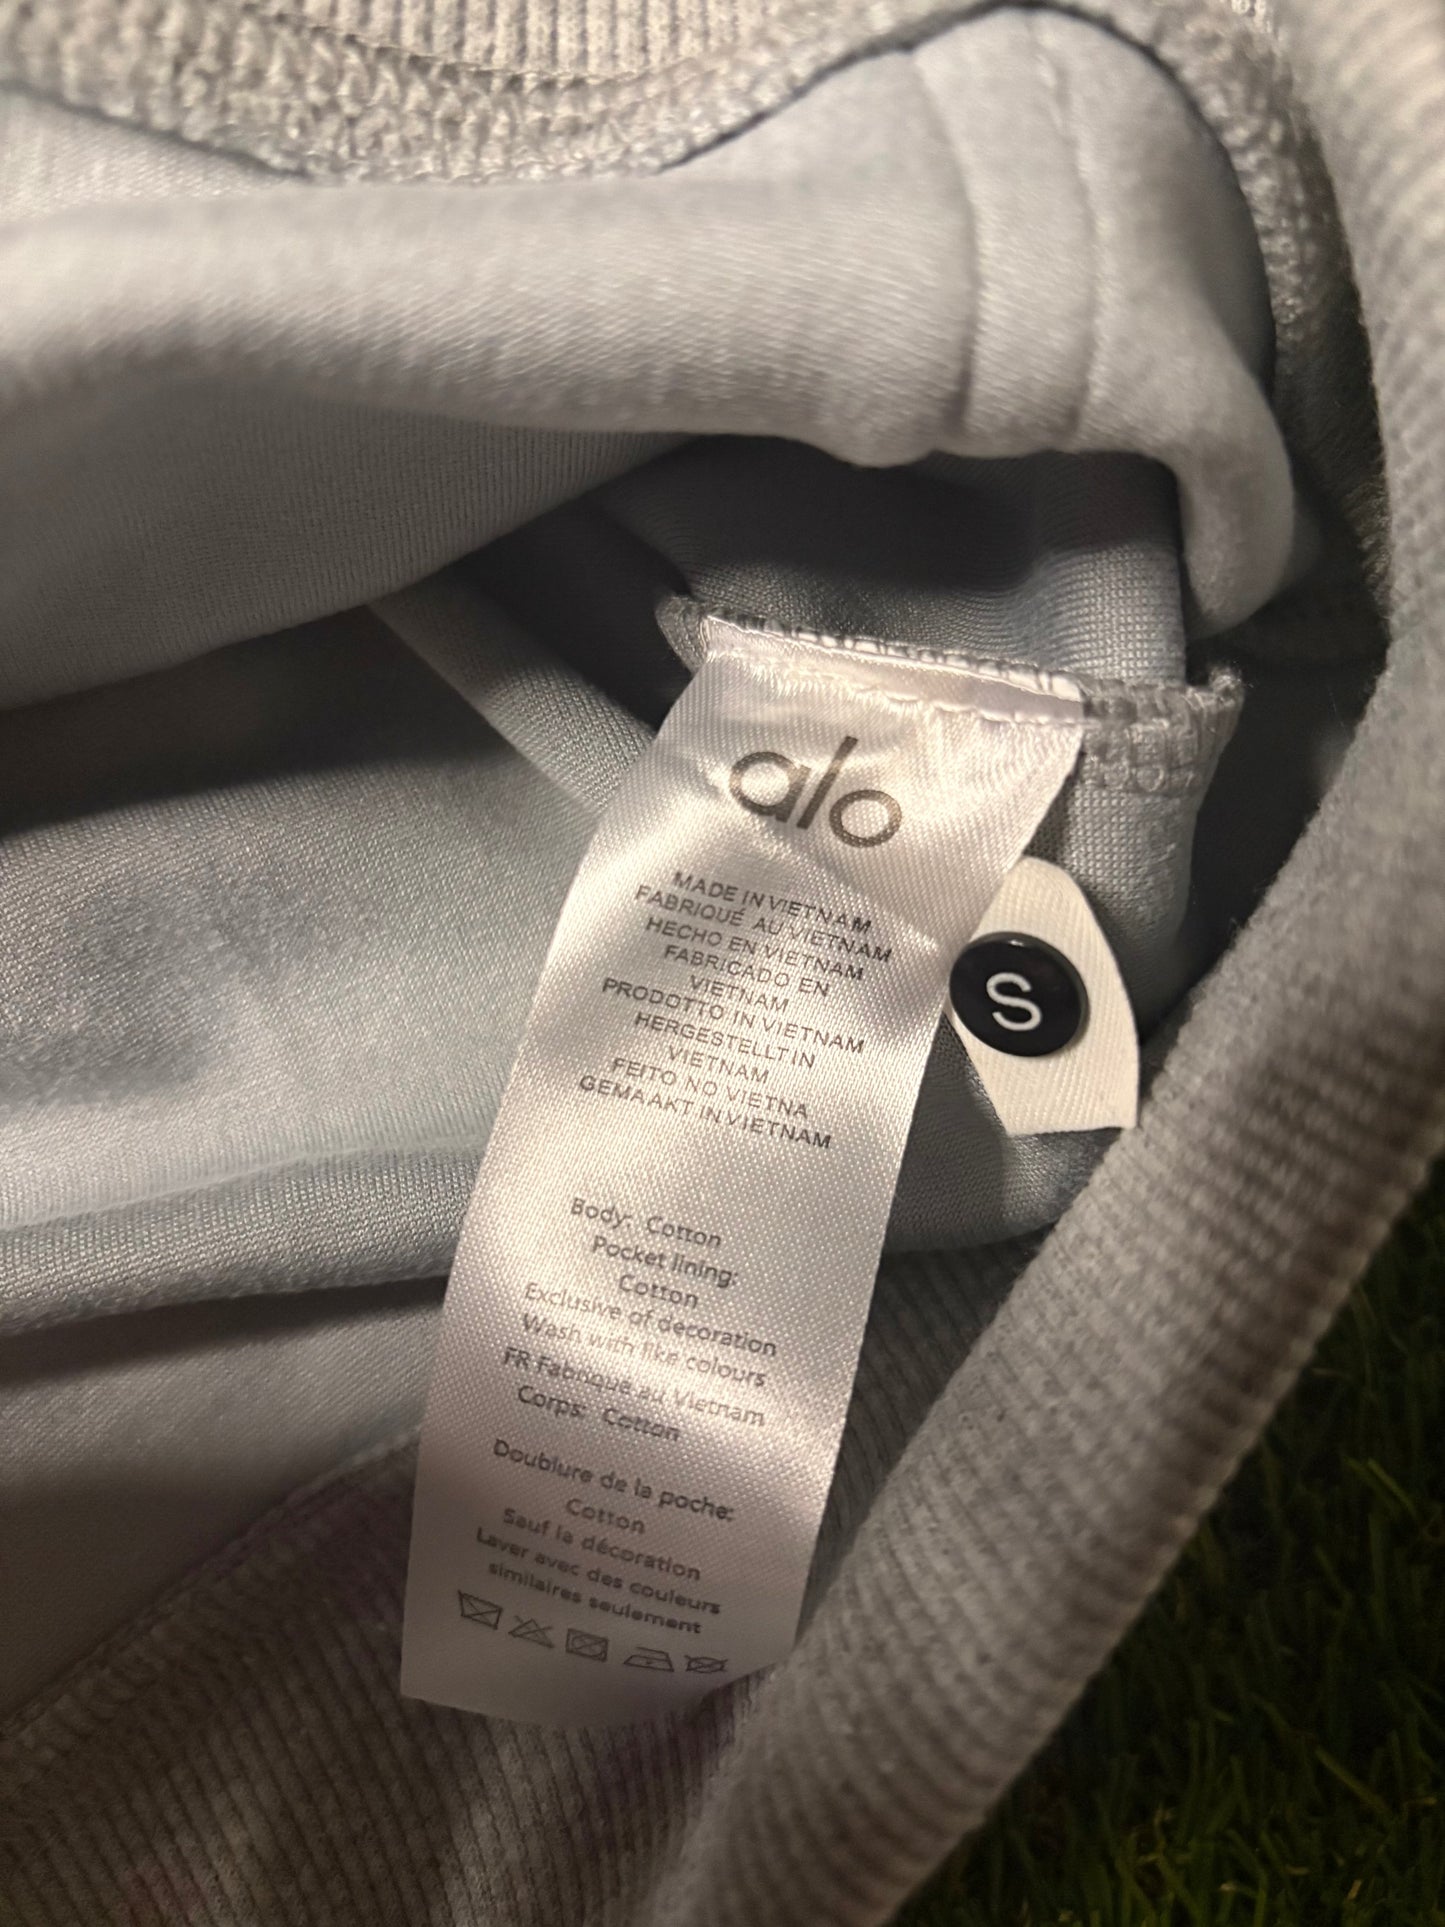 alo
MADE IN VIETNAM
FABRIQUÉ AU VIETNAM
HECHO EN VIETNAM
FABRICADO EN
VIETNAM
PRODOTTO IN VIETNAM
HERGESTELLT IN
VIETNAM
FEITO NO VIETNA
GEMAAKT IN VIETNAM
S
Body: Cotton
Pocket lining:
Cotton
Exclusive of decoration
Wash with like colours
FR Fabrique au Vietnam
Corps: Cotton
Doublure de la poche:
Cotton
Sauf la décoration
Laver avec des couleurs
similaires seulement